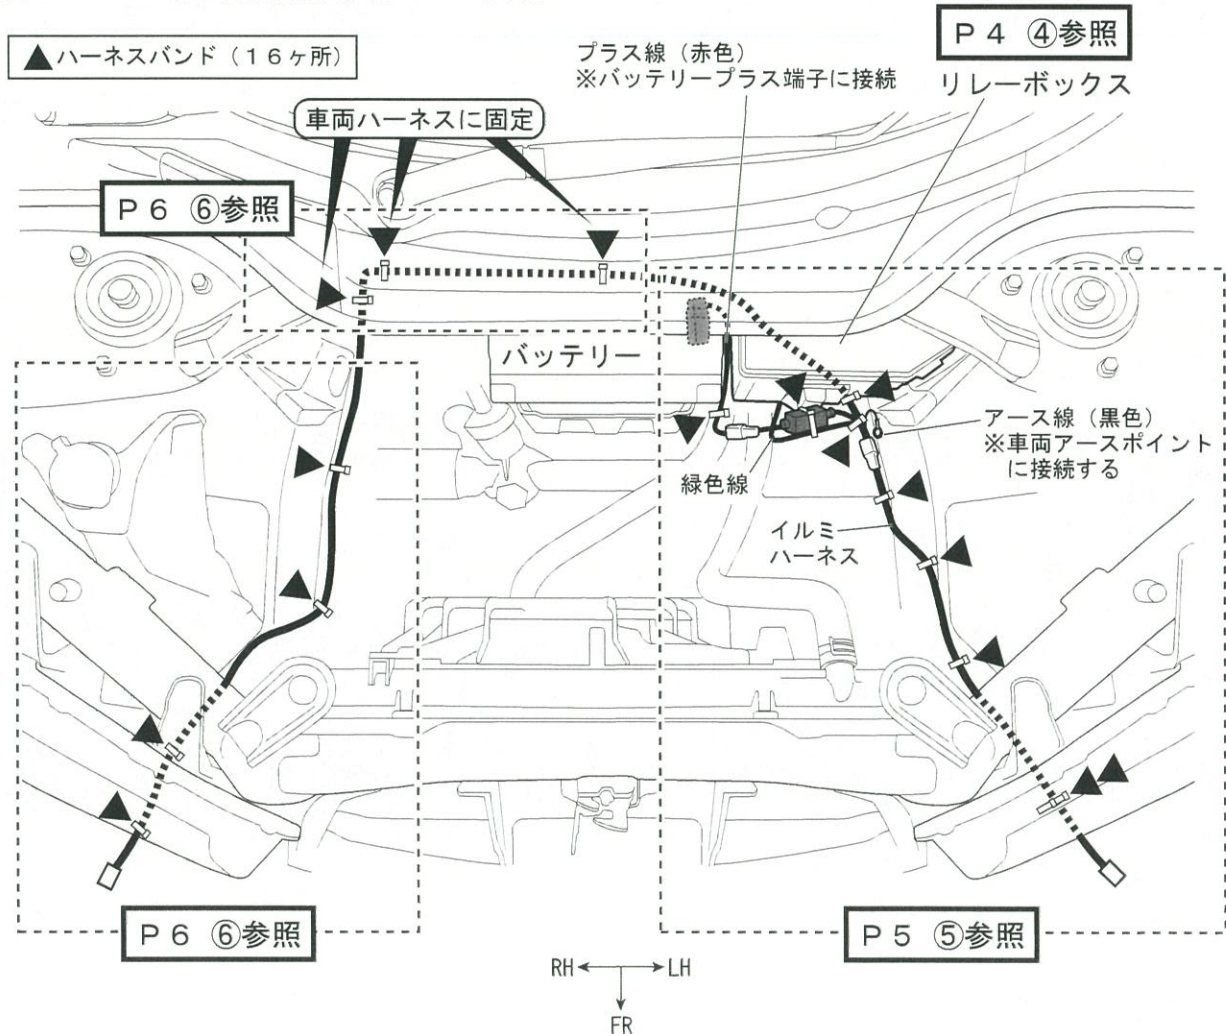 ▲ハーネスバンド（１６ヶ所）
プラス線（赤色）
※バッテリープラス端子に接続
Ｐ４ ④参照
リレーボックス
車両ハーネスに固定
Ｐ６ ⑥参照
バッテリー
アース線（黒色）
※車両アースポイント
に接続する
緑色線
イルミ
ハーネス
Ｐ６ ⑥参照
Ｐ５ ⑤参照
RH
LH
FR